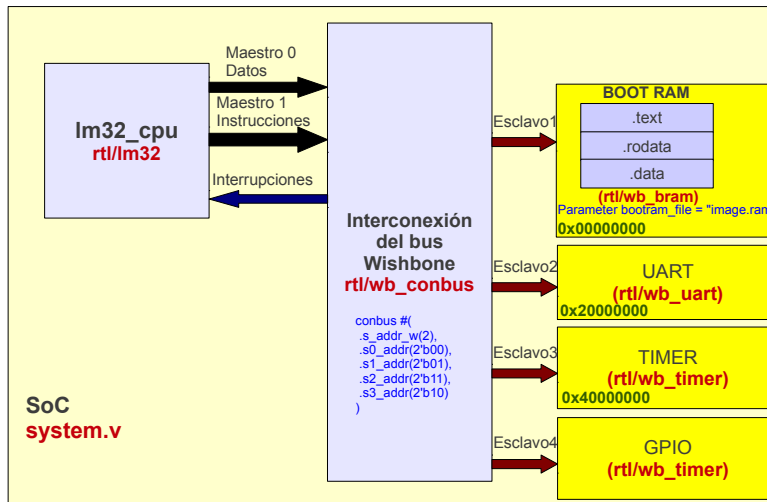 Maestro 0
Datos
Maestro 1
Instrucciones
Interrupciones
lm32_cpu
rtl/lm32
Interconexión
del bus
Wishbone
rtl/wb_conbus
conbus #(
.s_addr_w(2),
.s0_addr(2'b00),
.s1_addr(2'b01),
.s2_addr(2'b11),
.s3_addr(2'b10)
)
SoC
system.v
Esclavo1
BOOT RAM
.text
.rodata
.data
(rtl/wb_bram)
Parameter bootram_file = "image.ram
0x00000000
Esclavo2
UART
(rtl/wb_uart)
0x20000000
Esclavo3
TIMER
(rtl/wb_timer)
0x40000000
Esclavo4
GPIO
(rtl/wb_timer)